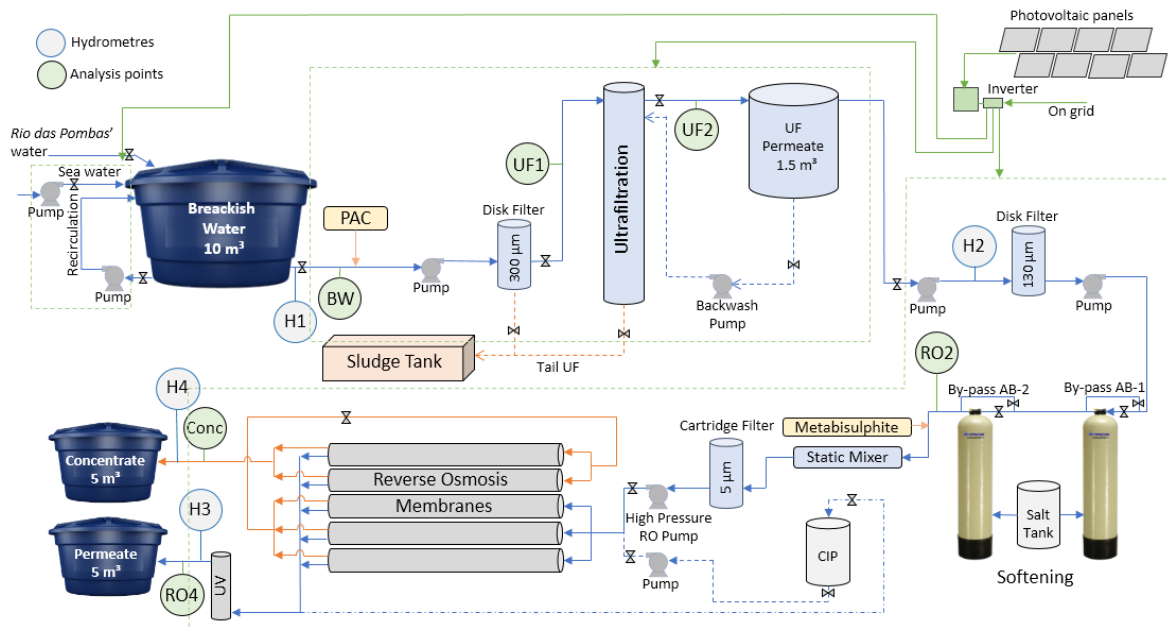 Hydrometres
Analysis points
Photovoltaic panels
Inverter
On grid
Rio das Pombas'
water
Sea water
Pump
Recirculation
Pump
Breackish
Water
10 m³
H1
BW
PAC
Pump
Disk Filter
300 µm
UF1
Ultrafiltration
UF2
UF
Permeate
1.5 m³
Backwash
Pump
Sludge Tank
Tail UF
Pump
H2
Disk Filter
130 µm
Pump
RO2
By-pass AB-2
By-pass AB-1
Salt
Tank
Softening
Metabisulphite
Static Mixer
Cartridge Filter
5 µm
High Pressure
RO Pump
Pump
CIP
Reverse Osmosis
Membranes
H4
Conc
Concentrate
5 m³
H3
Permeate
5 m³
RO4
UV